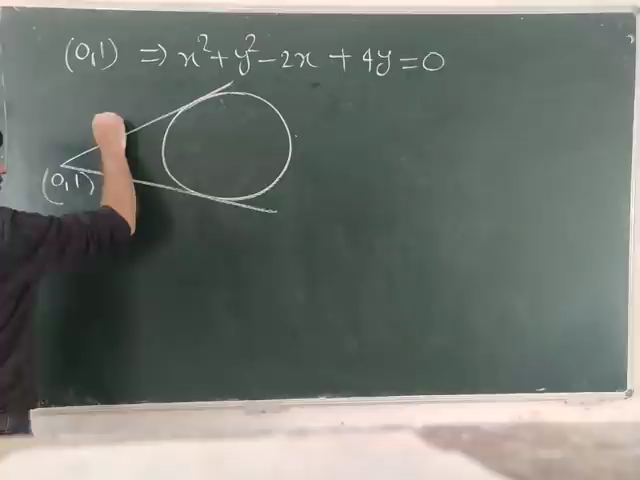 (0,1) ⇒ x²+y²-2x+4y=0
(0,1)